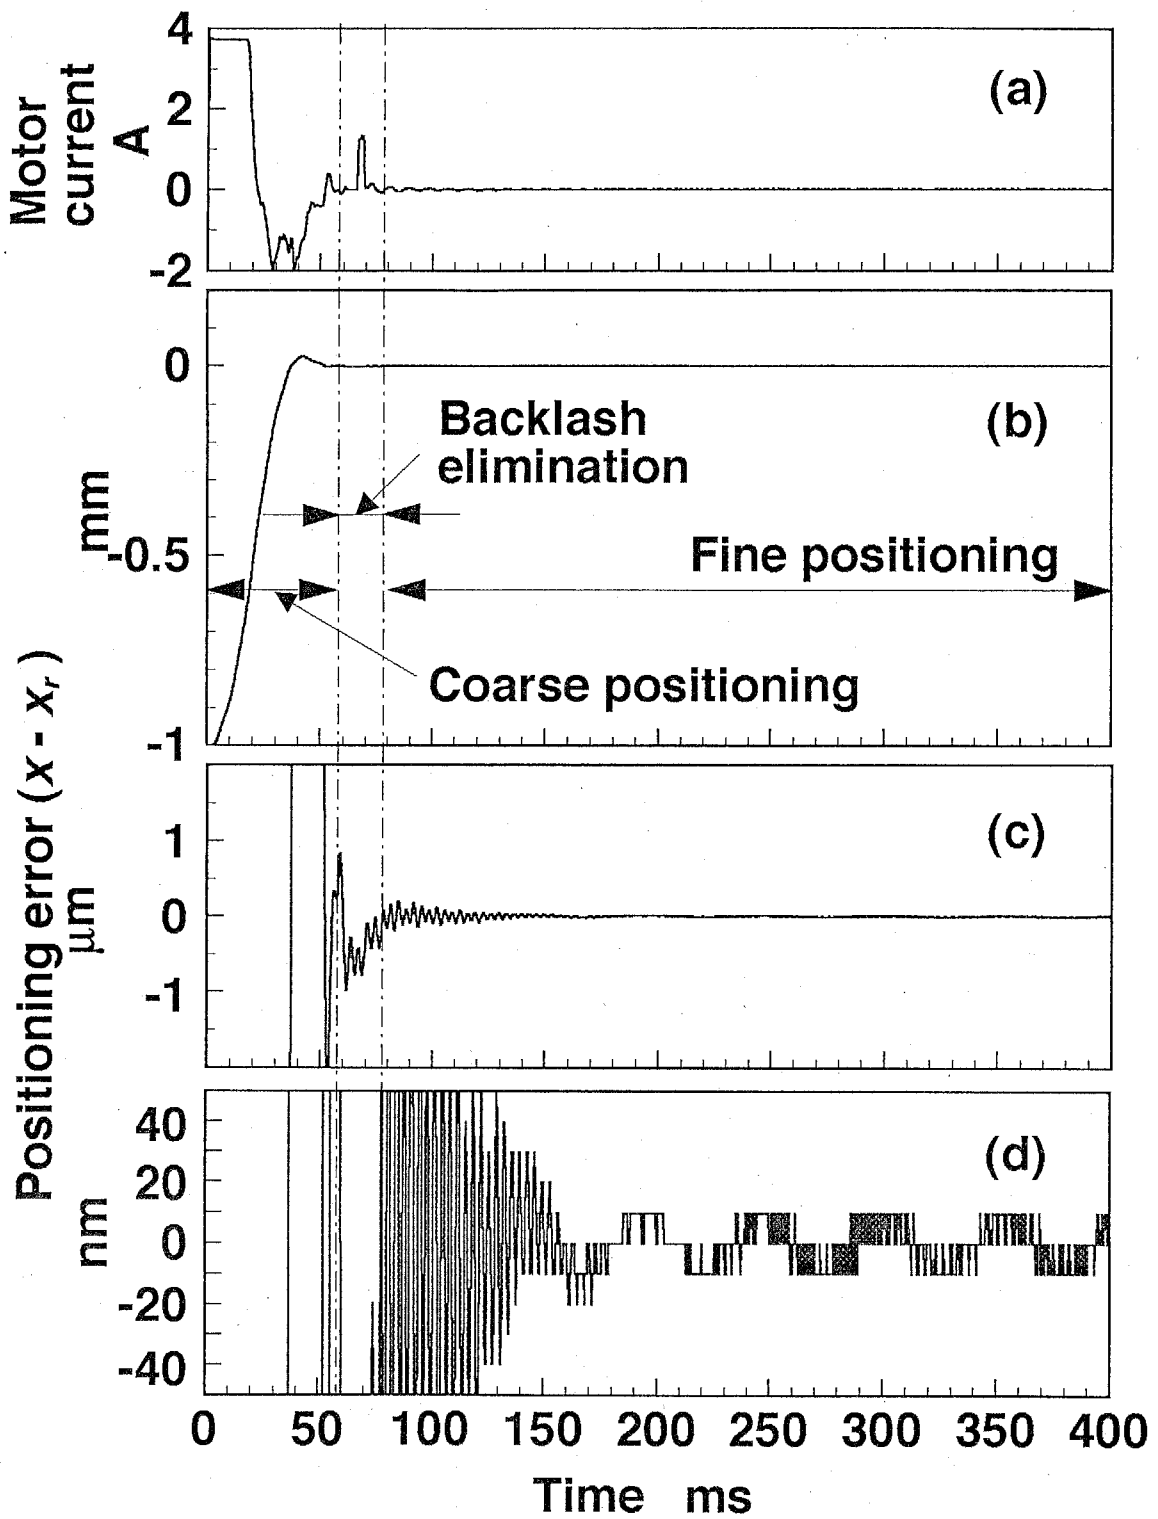 Motor
current
A
4
2
0
-2
(a)
Positioning error (x - xr)
mm
0
-0.5
-1
(b)
Backlash
elimination
Fine positioning
Coarse positioning
μm
1
0
-1
(c)
nm
40
20
0
-20
-40
(d)
0 50 100 150 200 250 300 350 400
Time ms